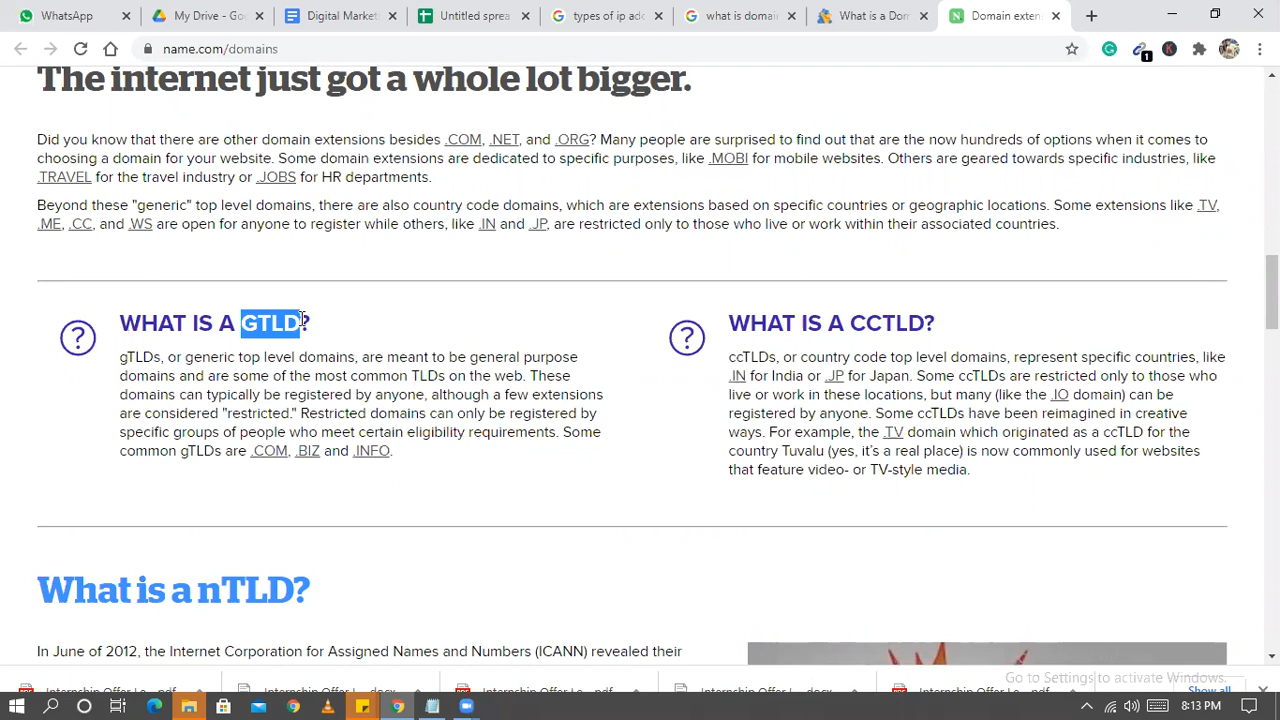 WhatsApp
My Drive - Goo
Digital Market
Untitled sprea
types of ip ad
what is domai
What is a Dom
Domain exten
name.com/domains
1
K
The internet just got a whole lot bigger.
Did you know that there are other domain extensions besides .COM, .NET, and .ORG? Many people are surprised to find out that are the now hundreds of options when it comes to
choosing a domain for your website. Some domain extensions are dedicated to specific purposes, like .MOBI for mobile websites. Others are geared towards specific industries, like
.TRAVEL for the travel industry or .JOBS for HR departments.
Beyond these "generic" top level domains, there are also country code domains, which are extensions based on specific countries or geographic locations. Some extensions like .TV,
.ME, .CC, and .WS are open for anyone to register while others, like .IN and .JP, are restricted only to those who live or work within their associated countries.
WHAT IS A GTLD?
gTLDs, or generic top level domains, are meant to be general purpose
domains and are some of the most common TLDs on the web. These
domains can typically be registered by anyone, although a few extensions
are considered "restricted." Restricted domains can only be registered by
specific groups of people who meet certain eligibility requirements. Some
common gTLDs are .COM, .BIZ and .INFO.
WHAT IS A CCTLD?
ccTLDs, or country code top level domains, represent specific countries, like
.IN for India or .JP for Japan. Some ccTLDs are restricted only to those who
live or work in these locations, but many (like the .IO domain) can be
registered by anyone. Some ccTLDs have been reimagined in creative
ways. For example, the .TV domain which originated as a ccTLD for the
country Tuvalu (yes, it's a real place) is now commonly used for websites
that feature video- or TV-style media.
What is a nTLD?
In June of 2012, the Internet Corporation for Assigned Names and Numbers (ICANN) revealed their
Go to Settings to activate Windows.
Internship Offer Le....pdf
Internship Offer L....docx
Internship Offer Le....pdf
Internship Offer L....docx
Internship Offer Le....pdf
Show all
8:13 PM